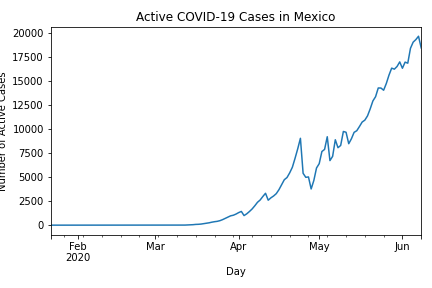 Active COVID-19 Cases in Mexico
Number of Active Cases
20000
17500
15000
12500
10000
7500
5000
2500
0
Feb
2020
Mar
Apr
May
Jun
Day